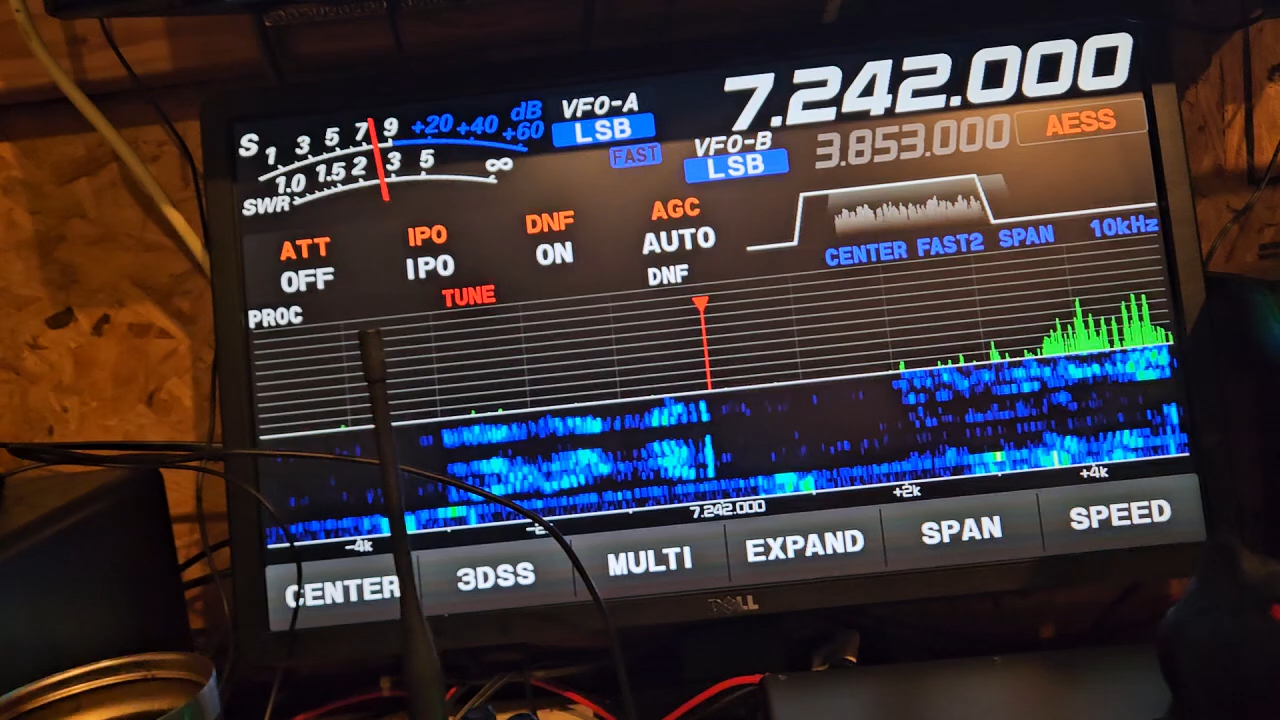 7.242.000
S 1 3 5 7 9 +20 +40 +60 dB
VFO-A
LSB
FAST
VFO-B
LSB
3.853.000
AESS
SWR 1.0 1.5 2 3 5 ∞
ATT IPO DNF AGC
OFF IPO ON AUTO
DNF
CENTER FAST2 SPAN 10kHz
TUNE
PROC
-4k 7.242.000 +2k +4k
CENTER 3DSS MULTI EXPAND SPAN SPEED
DELL